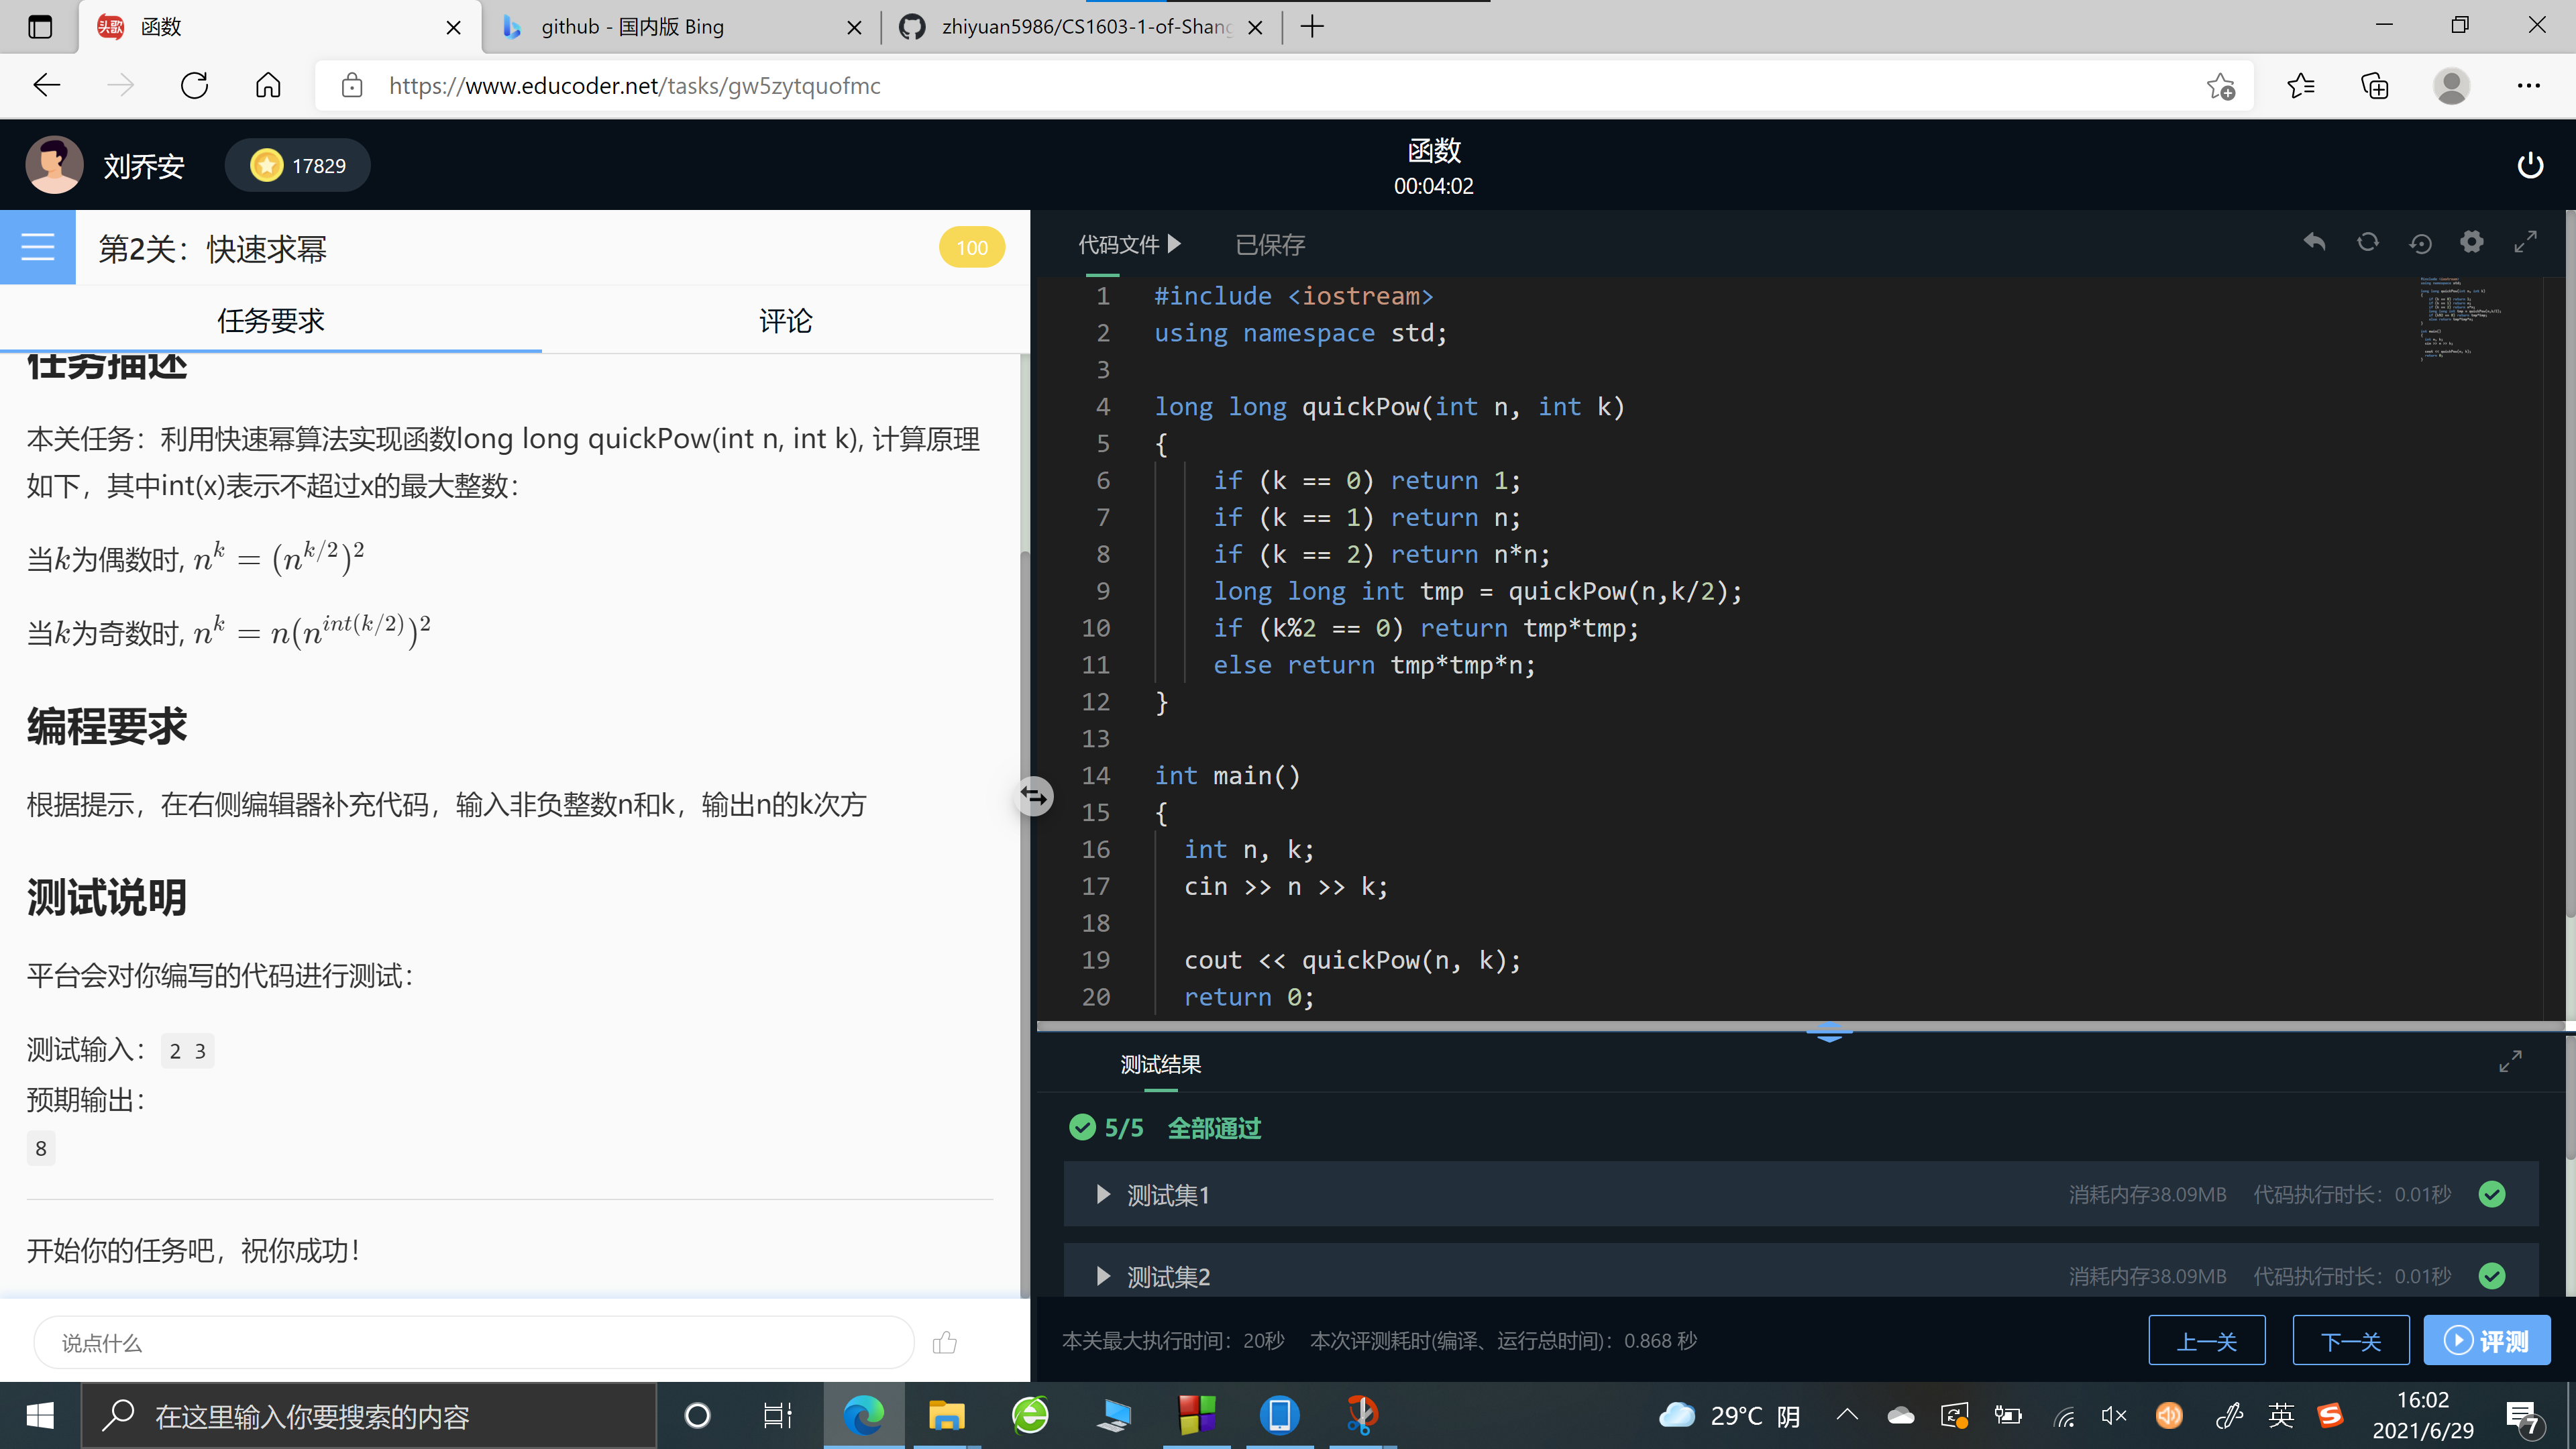 函数
github - 国内版 Bing
zhiyuan5986/CS1603-1-of-Shang
https://www.educoder.net/tasks/gw5zytquofmc
刘乔安
17829
函数
00:04:02
第2关：快速求幂
100
任务要求
评论
任务描述
本关任务：利用快速幂算法实现函数long long quickPow(int n, int k), 计算原理
如下，其中int(x)表示不超过x的最大整数：
当k为偶数时, n^k = (n^{k/2})^2
当k为奇数时, n^k = n(n^{int(k/2)})^2
编程要求
根据提示，在右侧编辑器补充代码，输入非负整数n和k，输出n的k次方
测试说明
平台会对你编写的代码进行测试：
测试输入：2 3
预期输出：
8
开始你的任务吧，祝你成功！
说点什么
代码文件
已保存
1 #include <iostream>
2 using namespace std;
3
4 long long quickPow(int n, int k)
5 {
6     if (k == 0) return 1;
7     if (k == 1) return n;
8     if (k == 2) return n*n;
9     long long int tmp = quickPow(n,k/2);
10     if (k%2 == 0) return tmp*tmp;
11     else return tmp*tmp*n;
12 }
13
14 int main()
15 {
16   int n, k;
17   cin >> n >> k;
18
19   cout << quickPow(n, k);
20   return 0;
测试结果
5/5 全部通过
测试集1 消耗内存38.09MB 代码执行时长：0.01秒
测试集2 消耗内存38.09MB 代码执行时长：0.01秒
本关最大执行时间：20秒 本次评测耗时(编译、运行总时间)：0.868 秒
上一关
下一关
评测
在这里输入你要搜索的内容
29°C 阴
英
16:02
2021/6/29
7